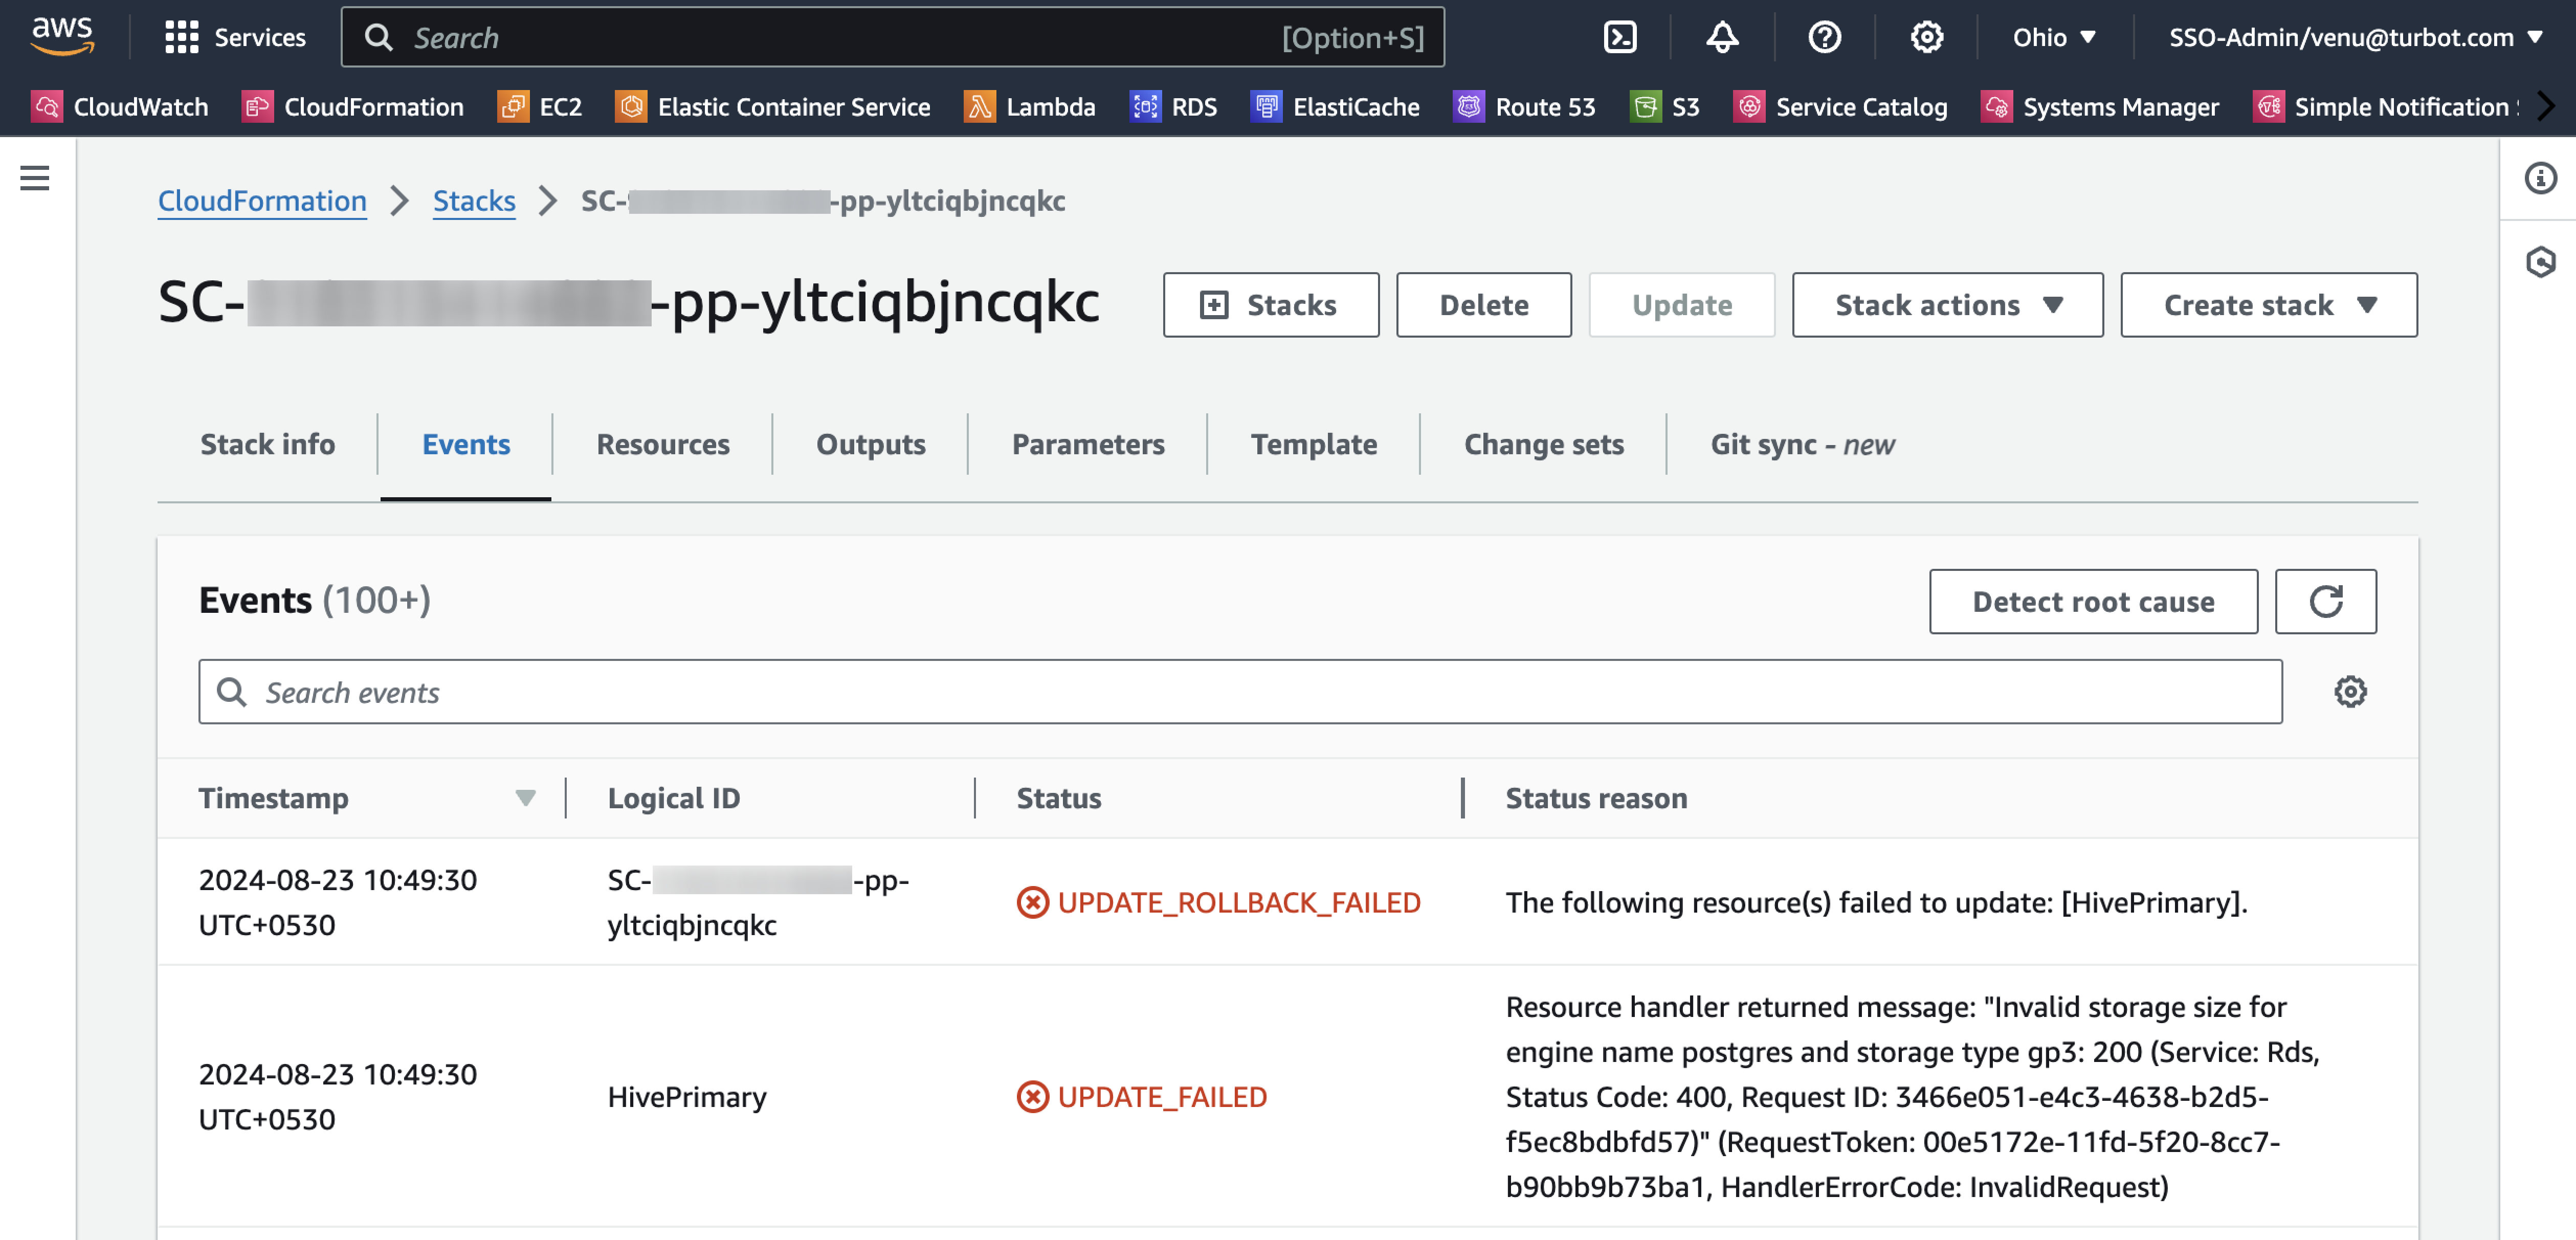 aws
Services
Search
[Option+S]
Ohio
SSO-Admin/venu@turbot.com
CloudWatch
CloudFormation
EC2
Elastic Container Service
Lambda
RDS
ElastiCache
Route 53
S3
Service Catalog
Systems Manager
Simple Notification
CloudFormation
Stacks
SC- -pp-yltciqbjncqkc
SC- -pp-yltciqbjncqkc
Stacks
Delete
Update
Stack actions
Create stack
Stack info
Events
Resources
Outputs
Parameters
Template
Change sets
Git sync - new
Events (100+)
Detect root cause
Search events
Timestamp
Logical ID
Status
Status reason
2024-08-23 10:49:30
UTC+0530
SC- -pp-
yltciqbjncqkc
UPDATE_ROLLBACK_FAILED
The following resource(s) failed to update: [HivePrimary].
2024-08-23 10:49:30
UTC+0530
HivePrimary
UPDATE_FAILED
Resource handler returned message: "Invalid storage size for
engine name postgres and storage type gp3: 200 (Service: Rds,
Status Code: 400, Request ID: 3466e051-e4c3-4638-b2d5-
f5ec8bdbfd57)" (RequestToken: 00e5172e-11fd-5f20-8cc7-
b90bb9b73ba1, HandlerErrorCode: InvalidRequest)